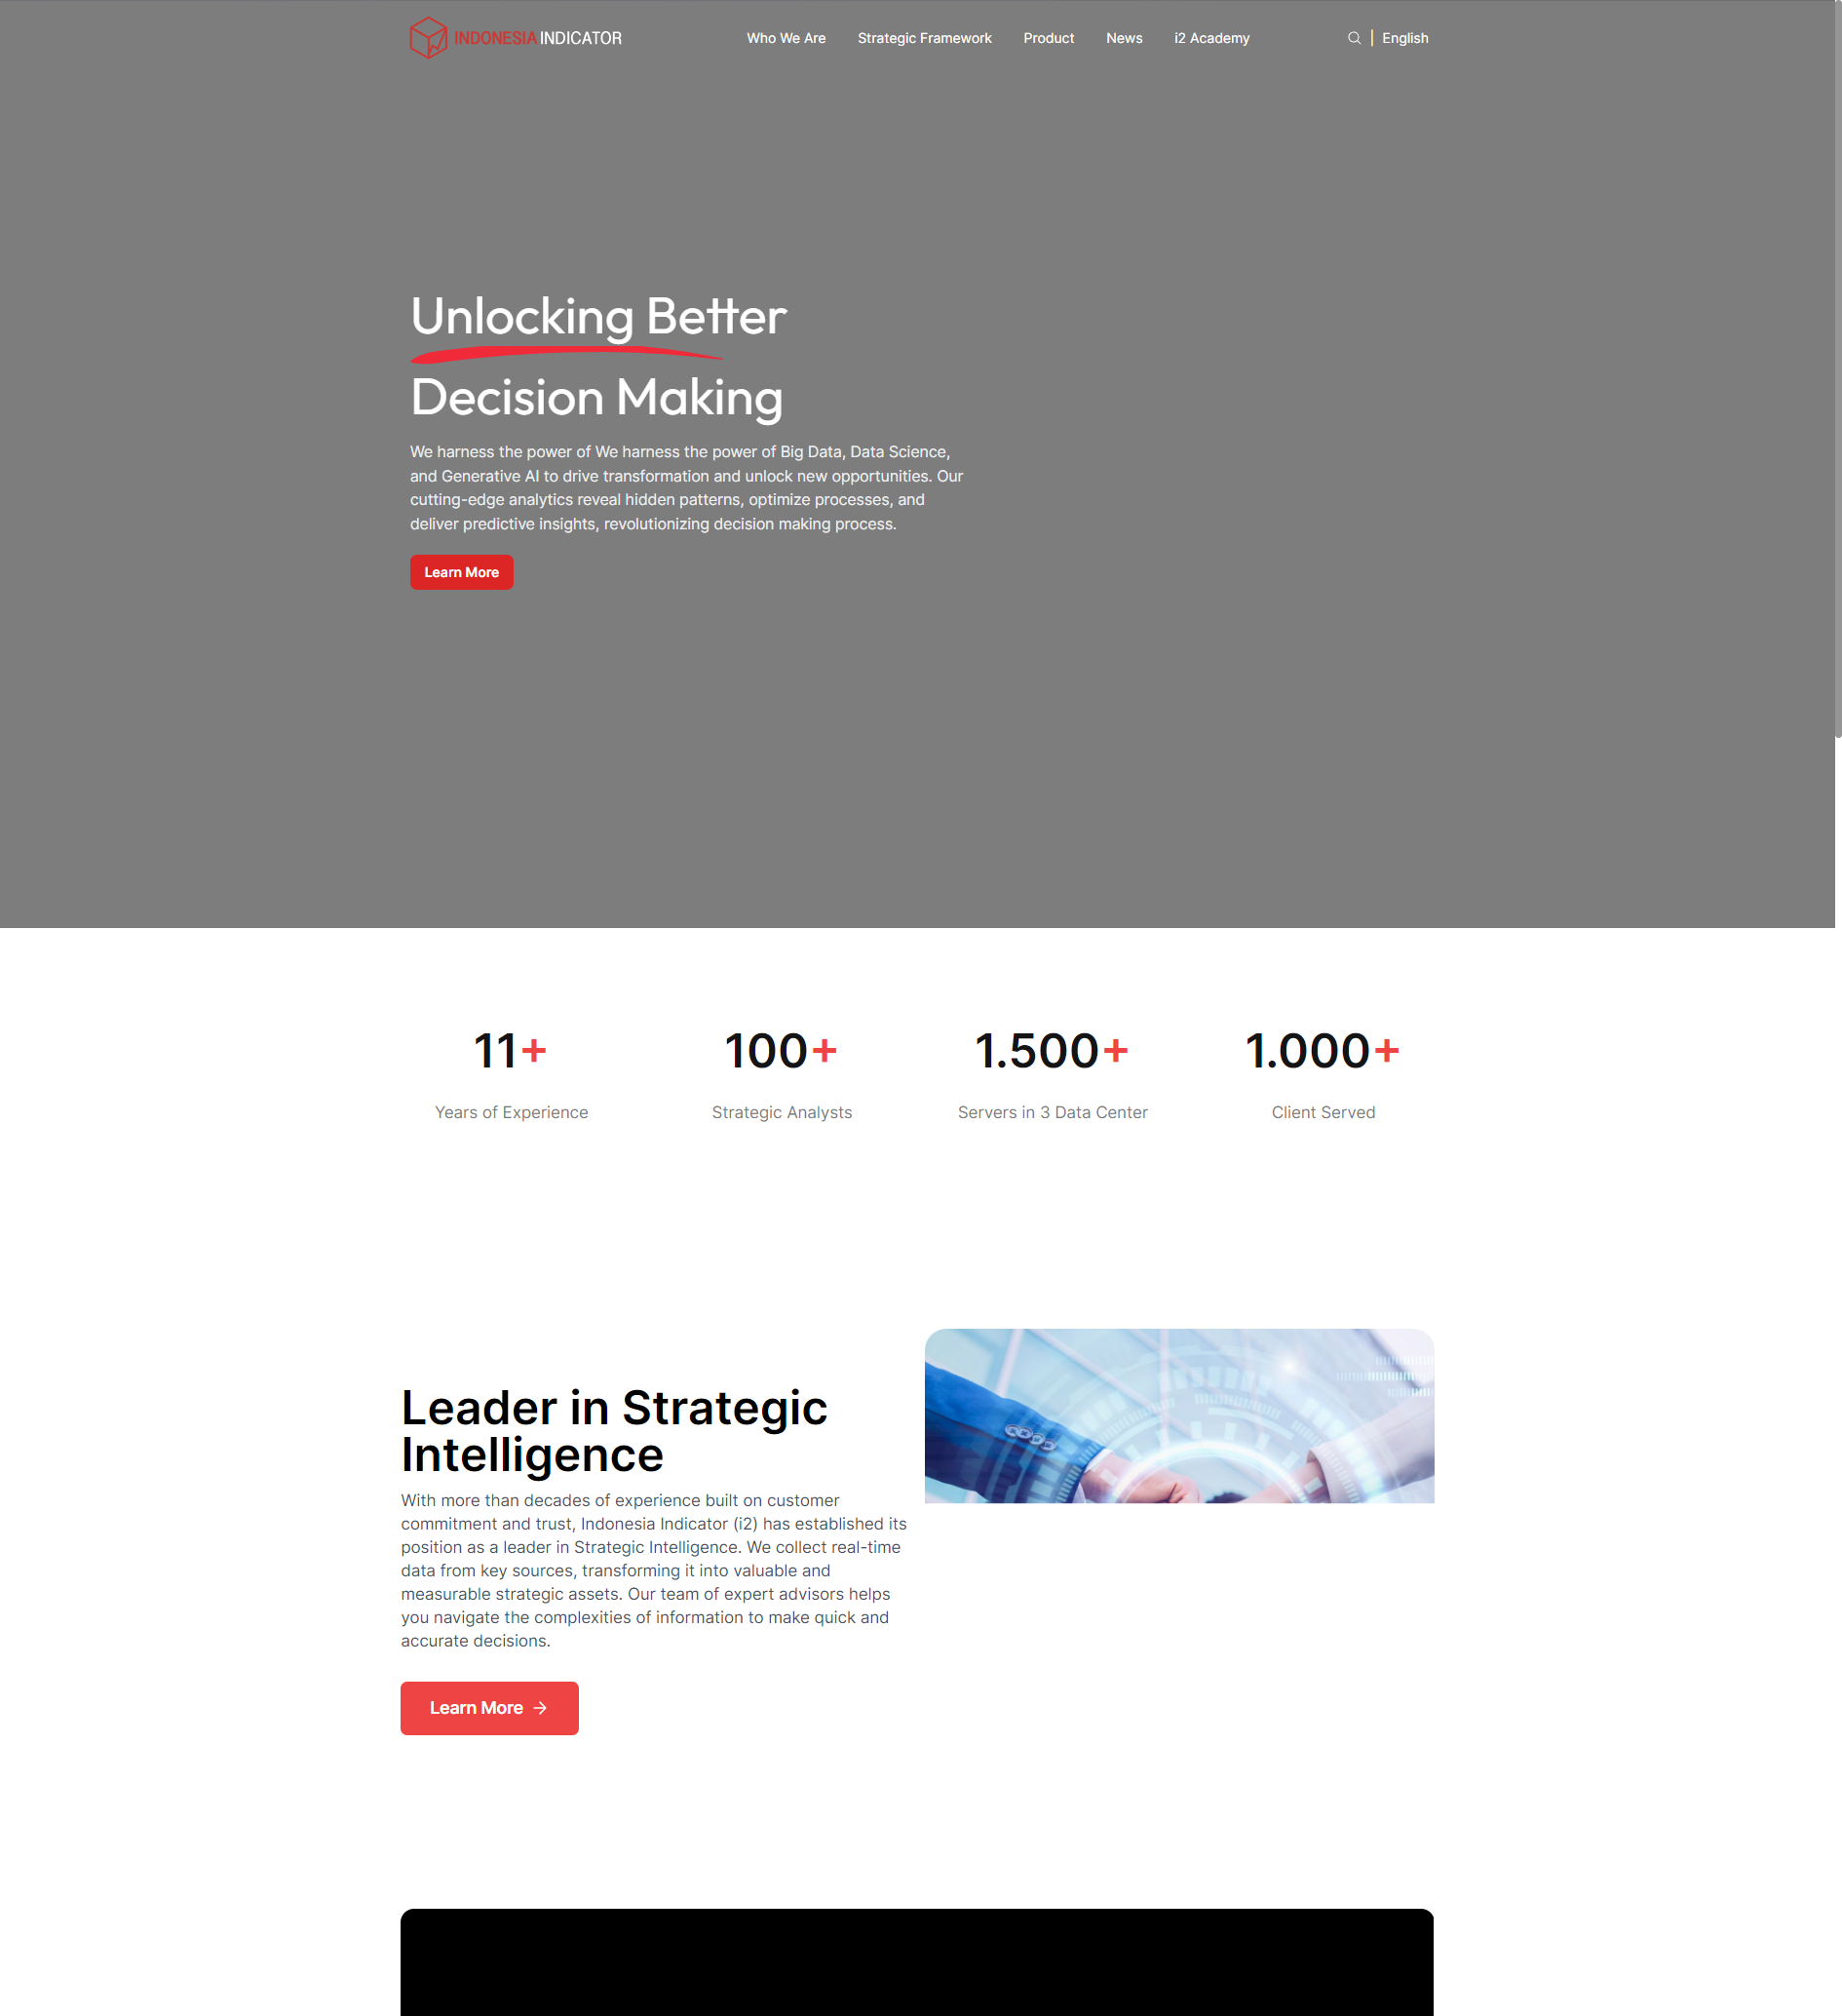 INDONESIA INDICATOR
Who We Are
Strategic Framework
Product
News
i2 Academy
English
Unlocking Better
Decision Making
We harness the power of We harness the power of Big Data, Data Science,
and Generative AI to drive transformation and unlock new opportunities. Our
cutting-edge analytics reveal hidden patterns, optimize processes, and
deliver predictive insights, revolutionizing decision making process.
Learn More
11+
Years of Experience
100+
Strategic Analysts
1.500+
Servers in 3 Data Center
1.000+
Client Served
Leader in Strategic
Intelligence
With more than decades of experience built on customer
commitment and trust, Indonesia Indicator (i2) has established its
position as a leader in Strategic Intelligence. We collect real-time
data from key sources, transforming it into valuable and
measurable strategic assets. Our team of expert advisors helps
you navigate the complexities of information to make quick and
accurate decisions.
Learn More